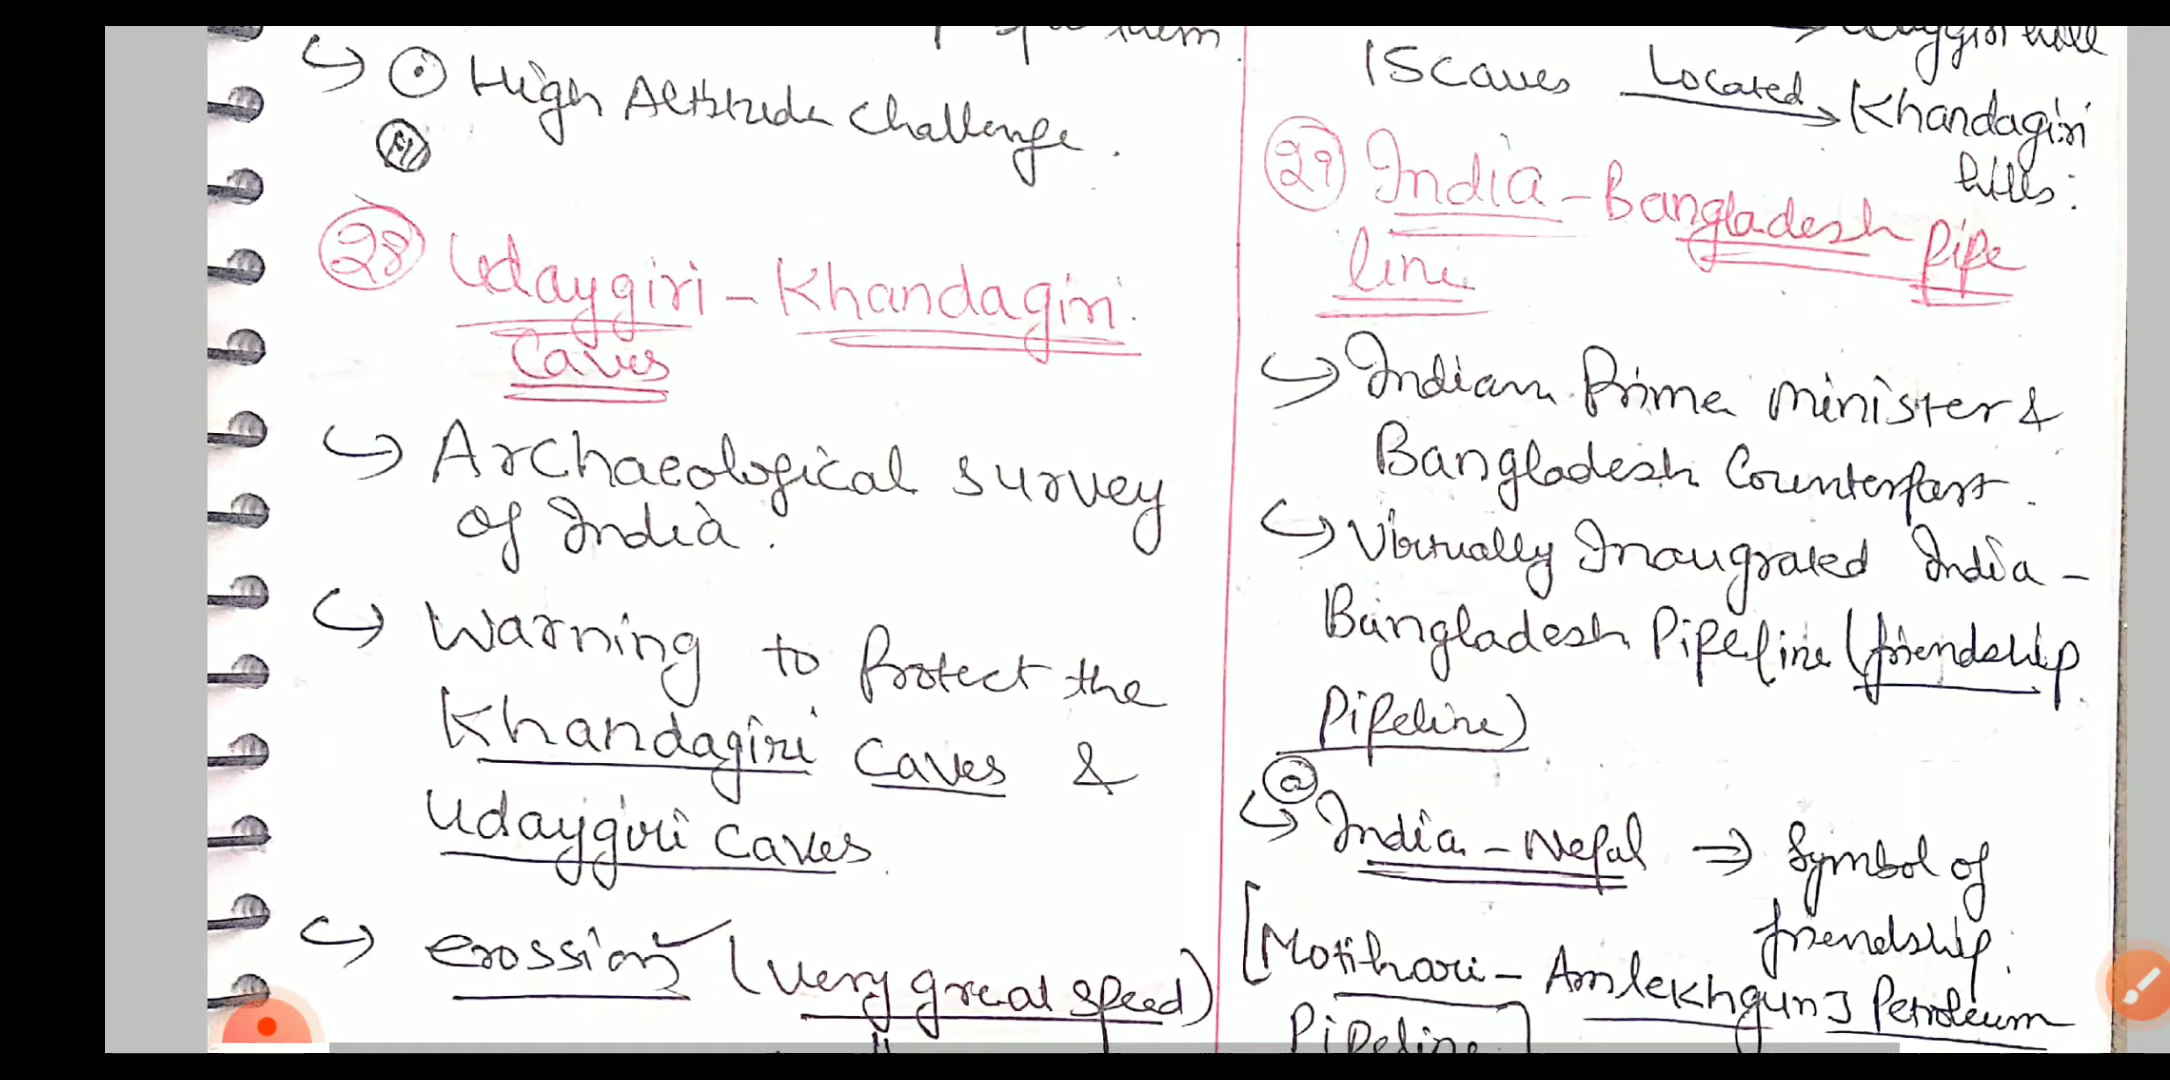 them
↪ ⊙ High Altitude Challenge.
28 Udaygiri - Khandagiri
Caves
↪ Archaeological survey
of India.
↪ Warning to Protect the
Khandagiri Caves &
Udaygiri Caves.
↪ erossion (very great speed)
15 Caves Located → Khandagiri
hills.
29 India - Bangladesh Pipe
line
↪ Indian Prime minister &
Bangladesh Counterpart.
↪ Virtually Inaugrated India -
Bangladesh Pipeline (friendship
Pipeline)
a
↪ India - Nepal ⇒ Symbol of
friendship.
[Motihari - Amlekhgunj Petroleum
Pipeline]